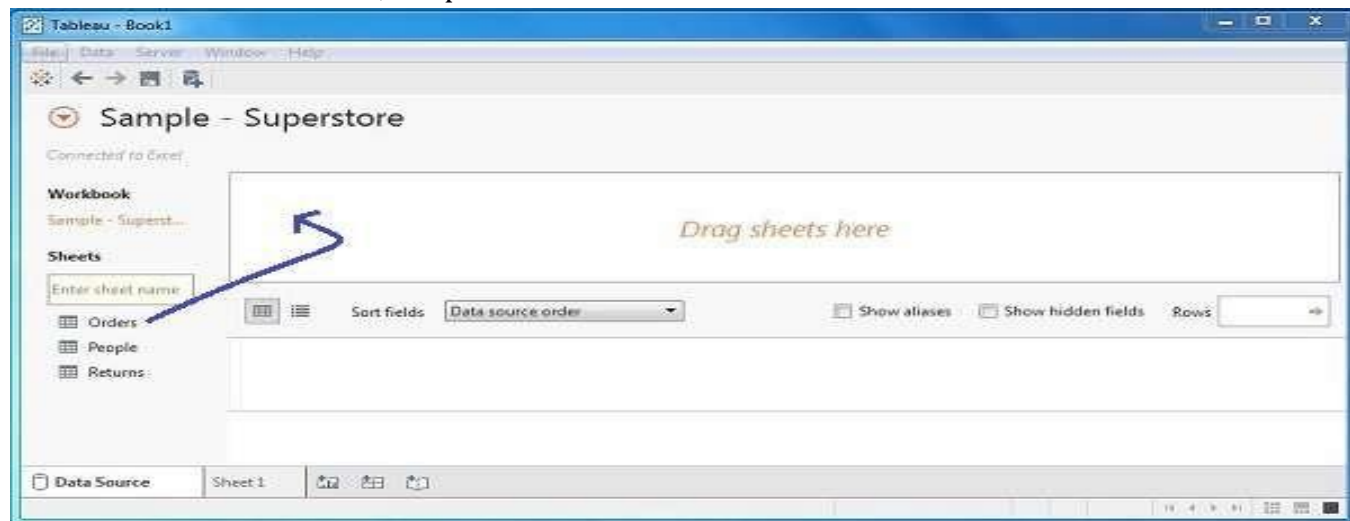 Tableau - Book1
File Data Server Window Help
Sample - Superstore
Connected to Excel
Workbook
Sample - Superst...
Sheets
Enter sheet name
Orders
People
Returns
Drag sheets here
Sort fields Data source order Show aliases Show hidden fields Rows
Data Source Sheet 1